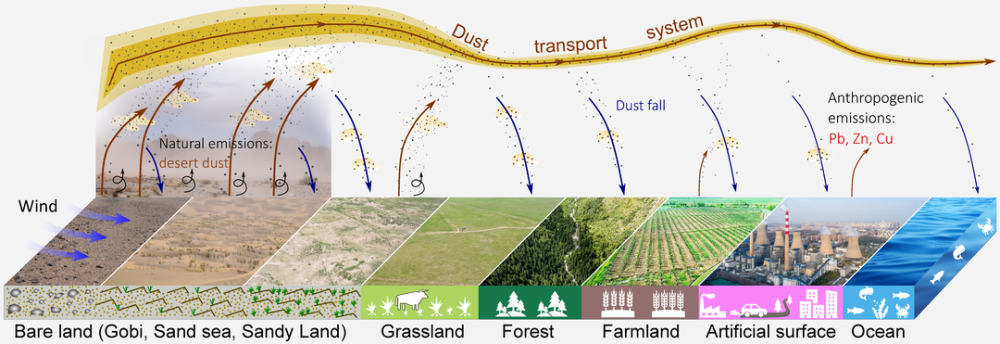 Dust transport system
Natural emissions:
desert dust
Dust fall
Anthropogenic
emissions:
Pb, Zn, Cu
Wind
Bare land (Gobi, Sand sea, Sandy Land)
Grassland
Forest
Farmland
Artificial surface
Ocean